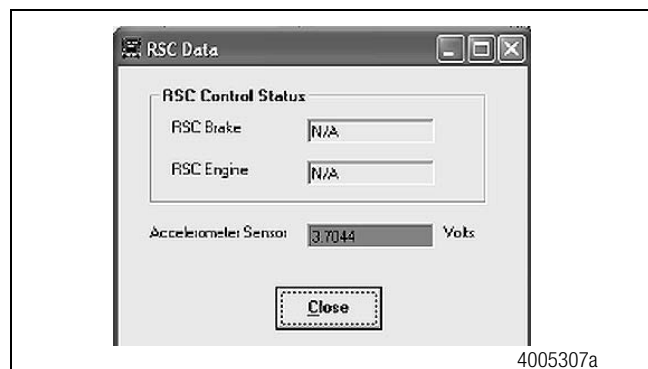 RSC Data
RSC Control Status
RSC Brake N/A
RSC Engine N/A
Accelerometer Sensor 3.7044 Volts
Close
4005307a